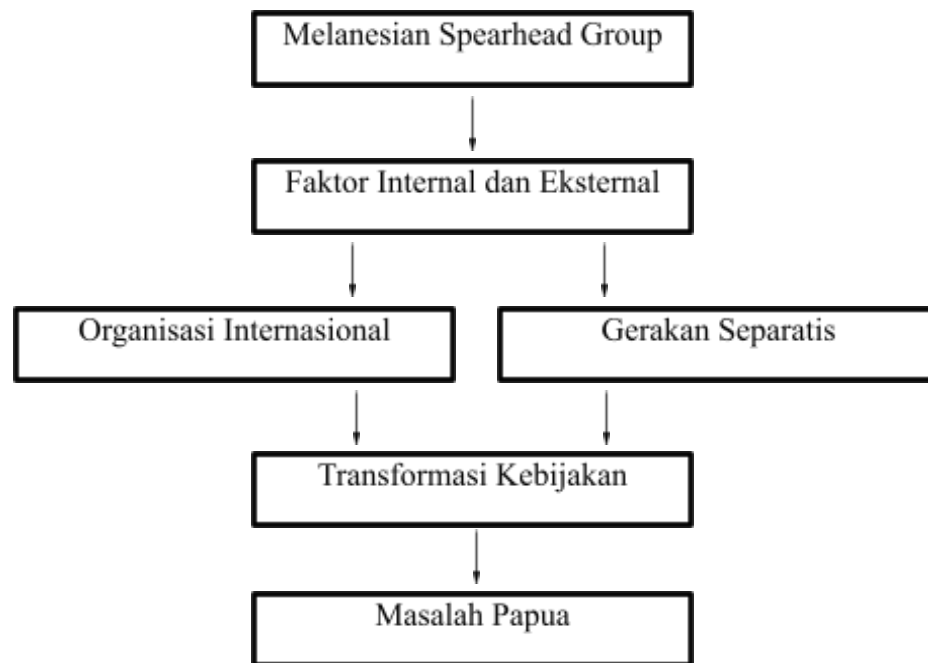 Melanesian Spearhead Group
Faktor Internal dan Eksternal
Organisasi Internasional
Gerakan Separatis
Transformasi Kebijakan
Masalah Papua